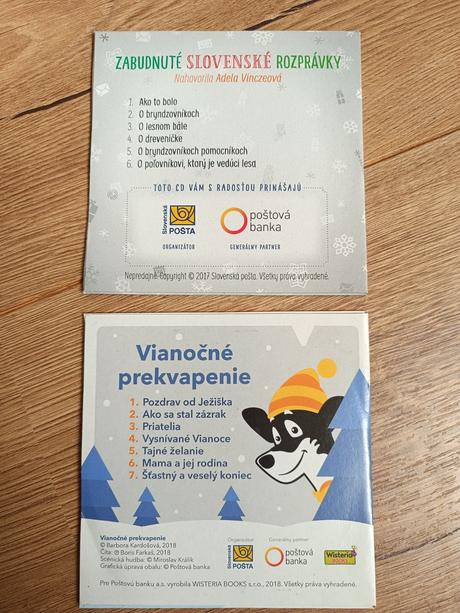 ZABUDNUTÉ SLOVENSKÉ ROZPRÁVKY
Nahovorila Adela Vinczeová
1. Ako to bolo
2. O bryndzovníkoch
3. O lesnom bále
4. O dreveničke
5. O bryndzovníkoch pomocníkoch
6. O poľovníkovi, ktorý je vedúci lesa
TOTO CD VÁM S RADOSŤOU PRINÁŠAJÚ
Slovenská POŠTA
poštová banka
ORGANIZÁTOR
GENERÁLNY PARTNER
Nepredajné. Copyright © 2017 Slovenská pošta. Všetky práva vyhradené.
Vianočné
prekvapenie
1. Pozdrav od Ježiška
2. Ako sa stal zázrak
3. Priatelia
4. Vysnívané Vianoce
5. Tajné želanie
6. Mama a jej rodina
7. Šťastný a veselý koniec
Vianočné prekvapenie
© Barbora Kardošová, 2018
Číta: ℗ Boris Farkaš, 2018
Scénická hudba: © Miroslav Králik
Grafická úprava obalu: © Poštová banka
Organizátor
Generálny partner
Slovenská POŠTA
poštová banka
Wisteria BOOKS
Pre Poštovú banku a.s. vyrobila WISTERIA BOOKS s.r.o., 2018. Všetky práva vyhradené.